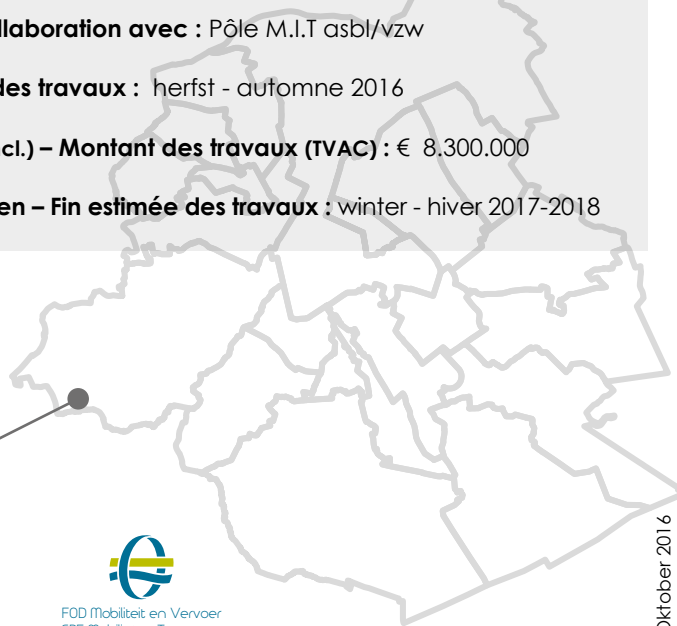 llaboration avec : Pôle M.I.T asbl/vzw
des travaux : herfst - automne 2016
cl.) – Montant des travaux (TVAC) : € 8.300.000
en – Fin estimée des travaux : winter - hiver 2017-2018
FOD Mobiliteit en Vervoer
ktober 2016